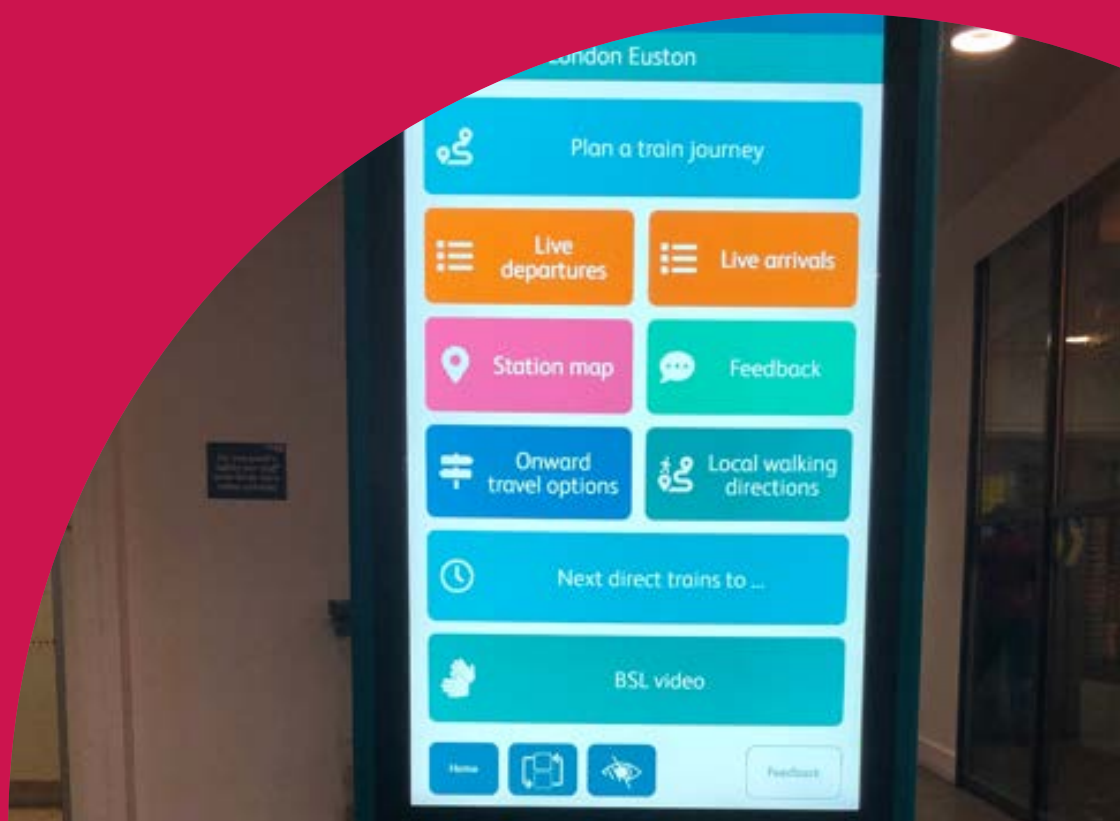 London Euston
Plan a train journey
Live
departures
Live arrivals
Station map
Feedback
Onward
travel options
Local walking
directions
Next direct trains to ...
BSL video
Home
Feedback